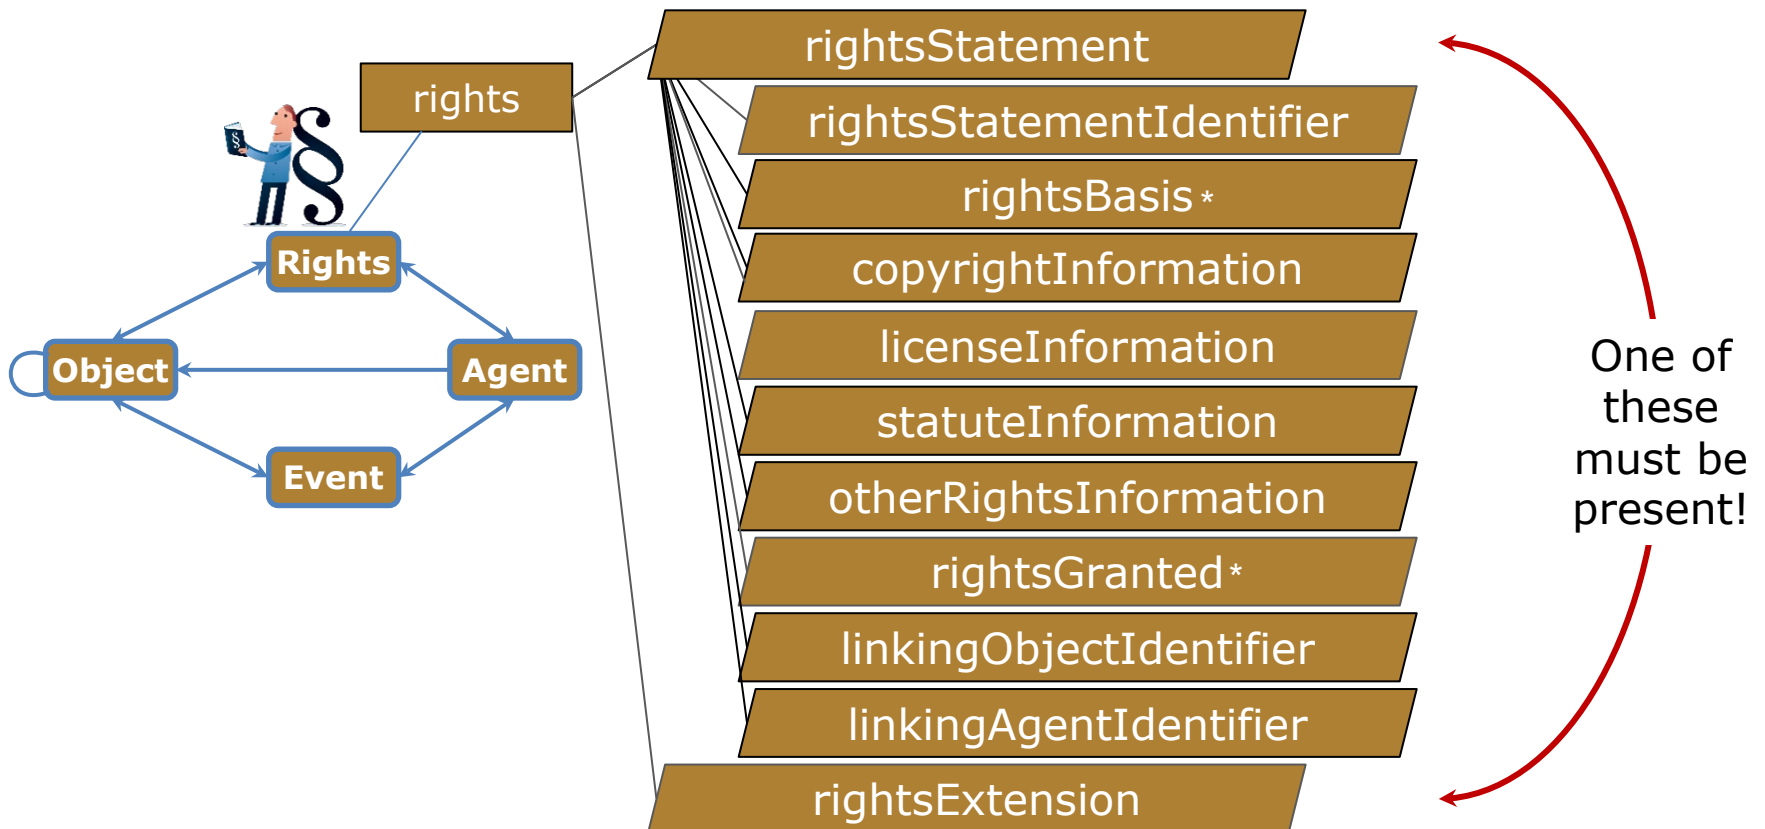 rightsStatement
rights
rightsStatementIdentifier
§
§
rightsBasis *
Rights
copyrightInformation
Object
Agent
licenseInformation
One of
these
must be
present!
statuteInformation
Event
otherRightsInformation
rightsGranted *
linkingObjectIdentifier
linkingAgentIdentifier
rightsExtension